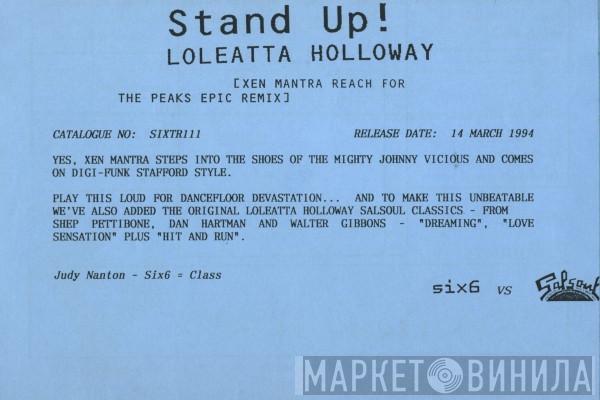 Stand Up!
LOLEATTA HOLLOWAY
[XEN MANTRA REACH FOR
THE PEAKS EPIC REMIX]
CATALOGUE NO: SIXTR111 RELEASE DATE: 14 MARCH 1994
YES, XEN MANTRA STEPS INTO THE SHOES OF THE MIGHTY JOHNNY VICIOUS AND COMES
ON DIGI-FUNK STAFFORD STYLE.
PLAY THIS LOUD FOR DANCEFLOOR DEVASTATION... AND TO MAKE THIS UNBEATABLE
WE'VE ALSO ADDED THE ORIGINAL LOLEATTA HOLLOWAY SALSOUL CLASSICS - FROM
SHEP PETTIBONE, DAN HARTMAN AND WALTER GIBBONS - "DREAMING", "LOVE
SENSATION" PLUS "HIT AND RUN".
Judy Nanton - Six6 = Class
six6 vs Salsoul
МАРКЕТ ВИНИЛА